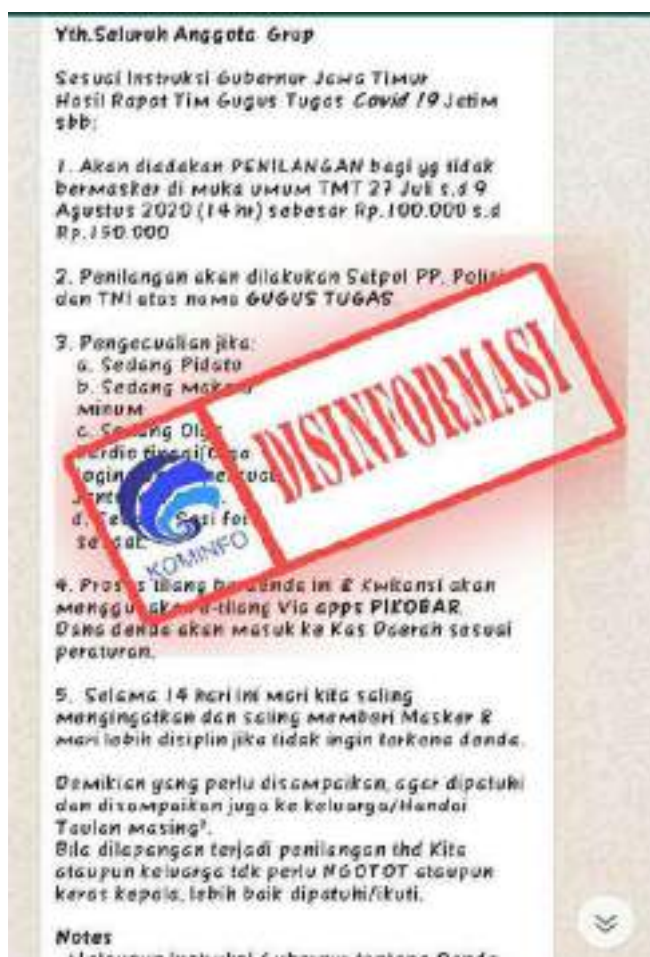 Yth.Seluruh Anggota Grup
Sesuai Instruksi Gubernur Jawa Timur
Hasil Rapat Tim Gugus Tugas Covid 19 Jatim
sbb:
1. Akan diadakan PENILANGAN bagi yg tidak
bermasker di muka umum TMT 27 Juli s.d 9
Agustus 2020 (14 hr) sebesar Rp.100.000 s.d
Rp.150.000
2. Penilangan akan dilakukan Satpol PP, Polisi
dan TNI atas nama GUGUS TUGAS
3. Pengecualian jika:
a. Sedang Pidato
b. Sedang
minum
c. Sedang
tinggi
d.
DISINFORMASI
KOMINFO
4. Proses tilang berdenda ini & Kwitansi akan
menggunakan e-tilang Via apps PIKOBAR
Dana denda akan masuk ke Kas Daerah sesuai
peraturan.
5. Selama 14 hari ini mari kita saling
mengingatkan dan saling memberi Masker &
mari lebih disiplin jika tidak ingin terkena denda.
Demikian yang perlu disampaikan, agar dipatuhi
dan disampaikan juga ke keluarga/Handai
Taulan masing².
Bila dilapangan terjadi penilangan thd Kita
ataupun keluarga tdk perlu NGOTOT ataupun
keras kepala, lebih baik dipatuhi/ikuti.
Notes